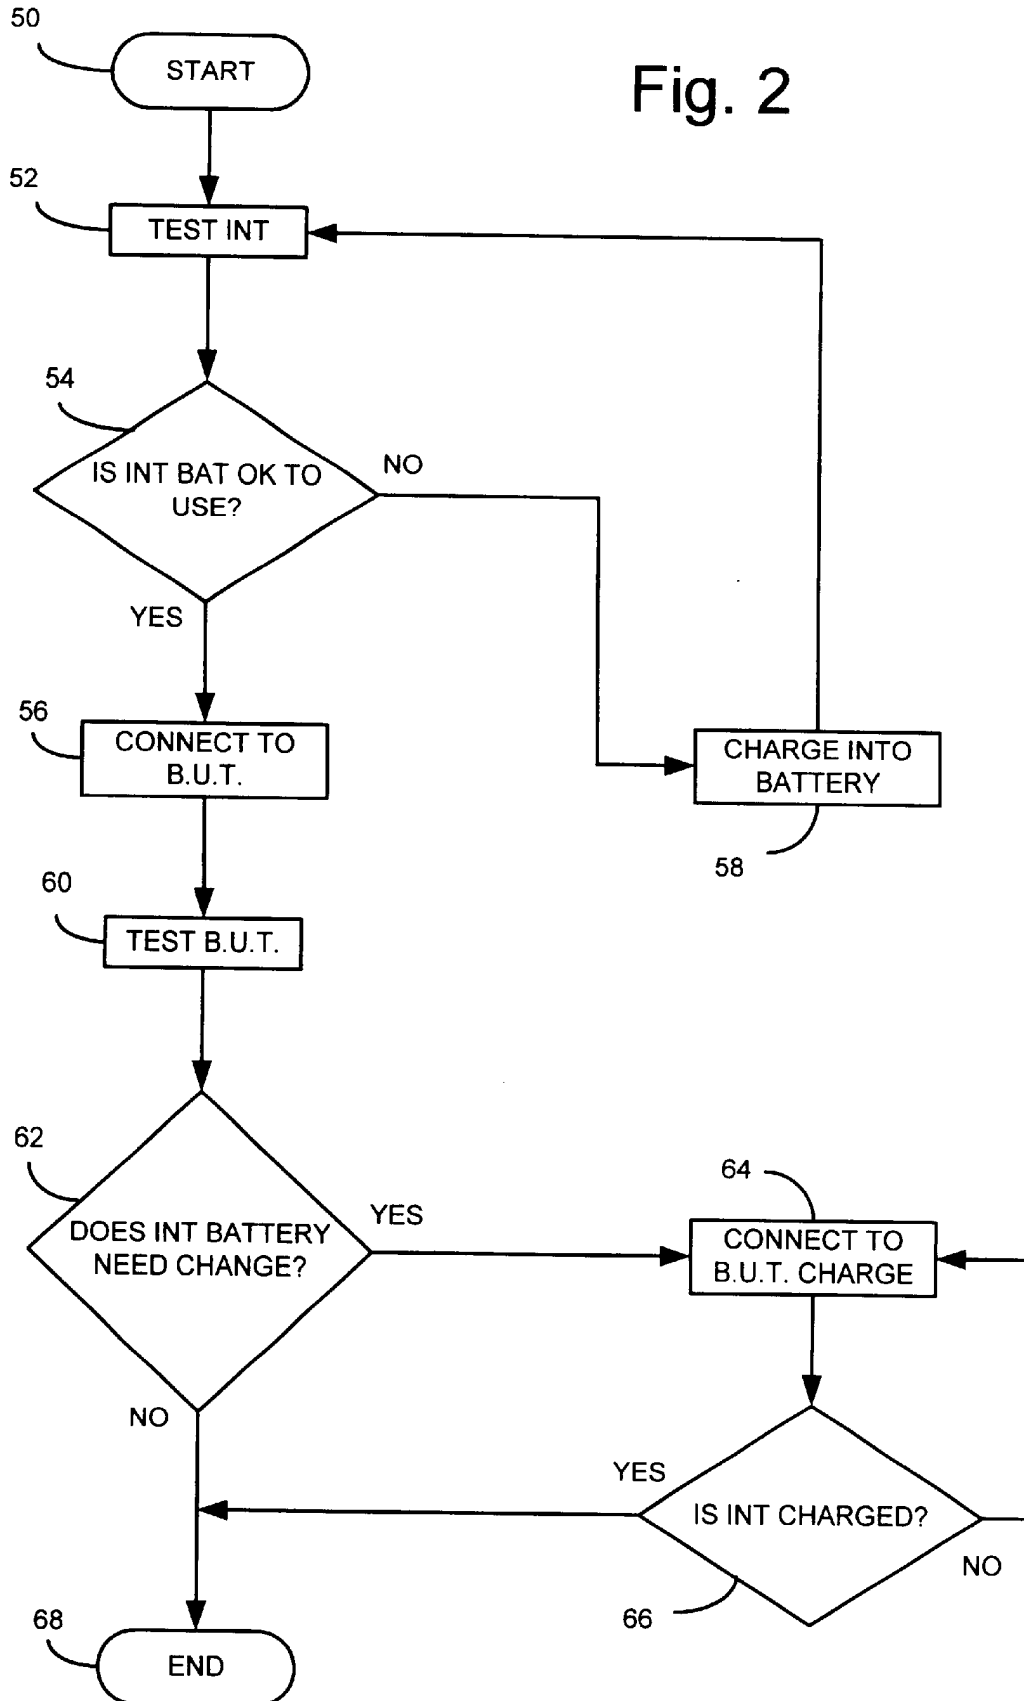 50
START
Fig. 2
52
TEST INT
54
IS INT BAT OK TO
USE?
NO
YES
56
CONNECT TO
B.U.T.
CHARGE INTO
BATTERY
58
60
TEST B.U.T.
62
DOES INT BATTERY
NEED CHANGE?
YES
64
CONNECT TO
B.U.T. CHARGE
NO
YES
IS INT CHARGED?
NO
66
68
END